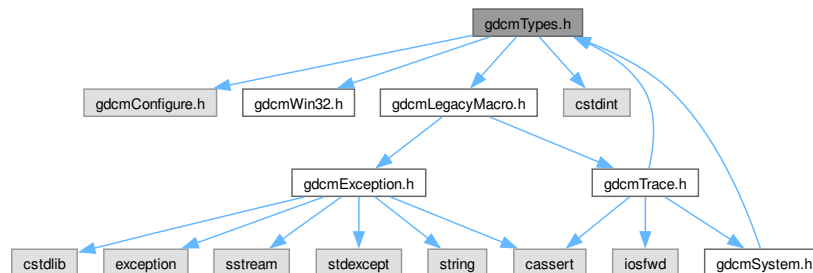 gdcmTypes.h
gdcmConfigure.h
gdcmWin32.h
gdcmLegacyMacro.h
cstdint
gdcmException.h
gdcmTrace.h
cstdlib
exception
sstream
stdexcept
string
cassert
iosfwd
gdcmSystem.h